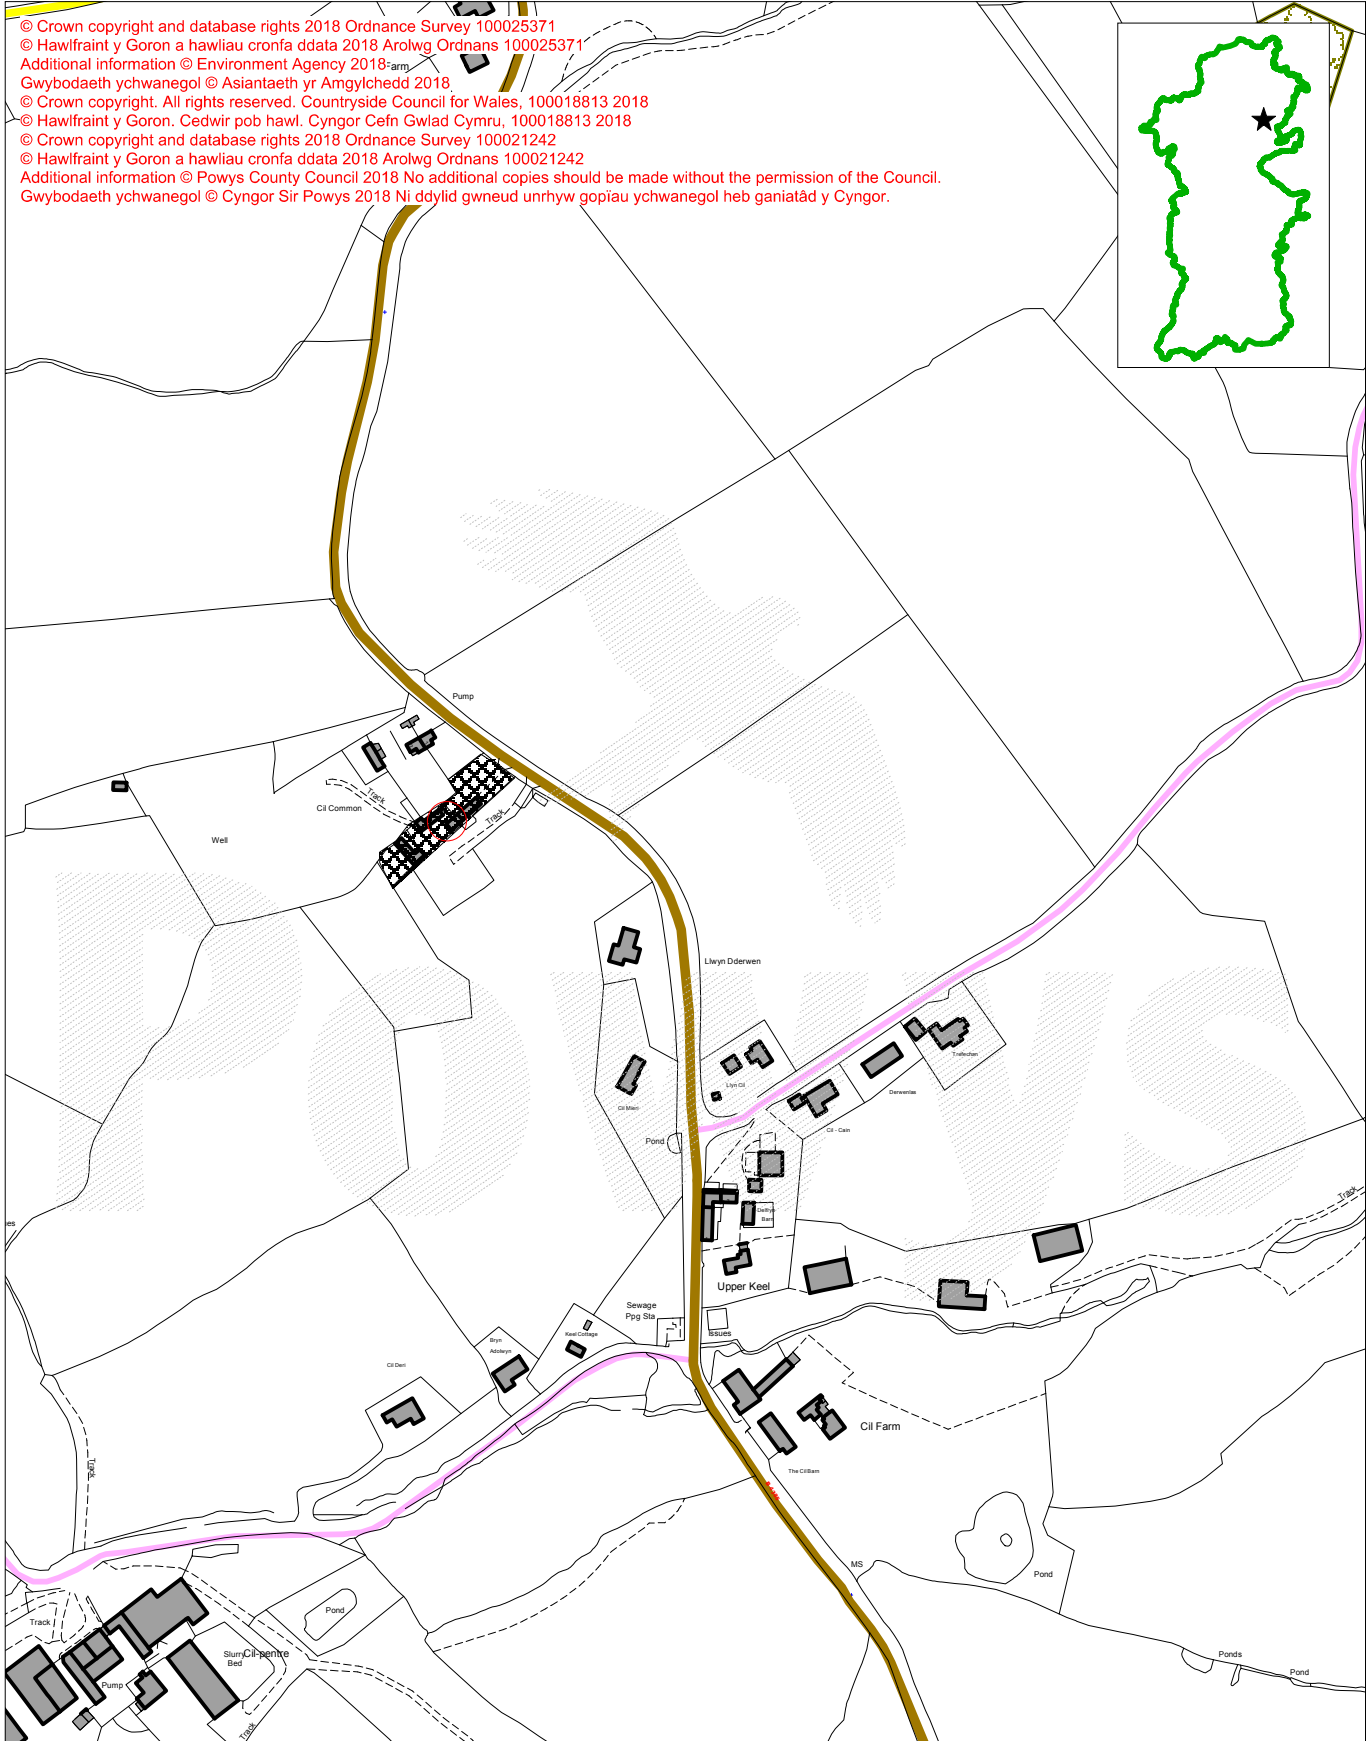 © Crown copyright and database rights 2018 Ordnance Survey 100025371
© Hawlfraint y Goron a hawliau cronfa ddata 2018 Arolwg Ordnans 100025371
Additional information © Environment Agency 2018
Gwybodaeth ychwanegol © Asiantaeth yr Amgylchedd 2018
© Crown copyright. All rights reserved. Countryside Council for Wales, 100018813 2018
© Hawlfraint y Goron. Cedwir pob hawl. Cyngor Cefn Gwlad Cymru, 100018813 2018
© Crown copyright and database rights 2018 Ordnance Survey 100021242
© Hawlfraint y Goron a hawliau cronfa ddata 2018 Arolwg Ordnans 100021242
Additional information © Powys County Council 2018 No additional copies should be made without the permission of the Council.
Gwybodaeth ychwanegol © Cyngor Sir Powys 2018 Ni ddylid gwneud unrhyw gopïau ychwanegol heb ganiatâd y Cyngor.
Pump
Track
Cil Common
Track
Well
Powys
Llwyn Dderwen
Llyn Cil
Derwenlas
Cil Mawr
Cil - Cain
Pond
Track
Barn
Upper Keel
Sewage
Ppg Sta
Issues
Keel Cottage
Bryn
Adolwyn
Cil Deri
Cil Farm
The Cil Barn
Track
MS
Pond
Pond
Track
Slurry
Bed
Cil-pentre
Pump
Ponds
Pond
Track